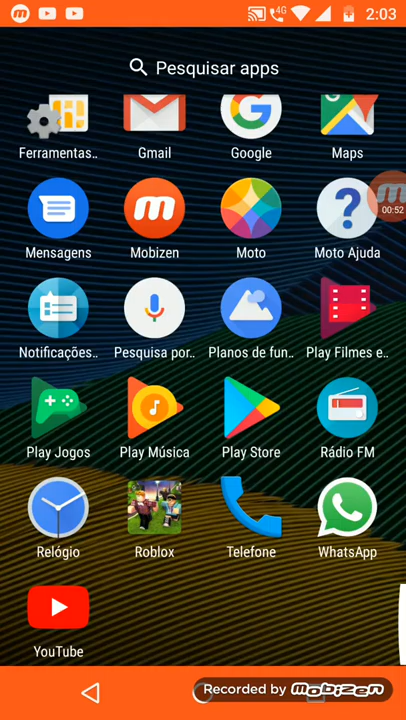 4G 2:03
Pesquisar apps
Ferramentas.. Gmail Google Maps
00:52
Mensagens Mobizen Moto Moto Ajuda
Notificações.. Pesquisa por.. Planos de fun.. Play Filmes e..
Play Jogos Play Música Play Store Rádio FM
Relógio Roblox Telefone WhatsApp
YouTube
Recorded by MOBIZEN